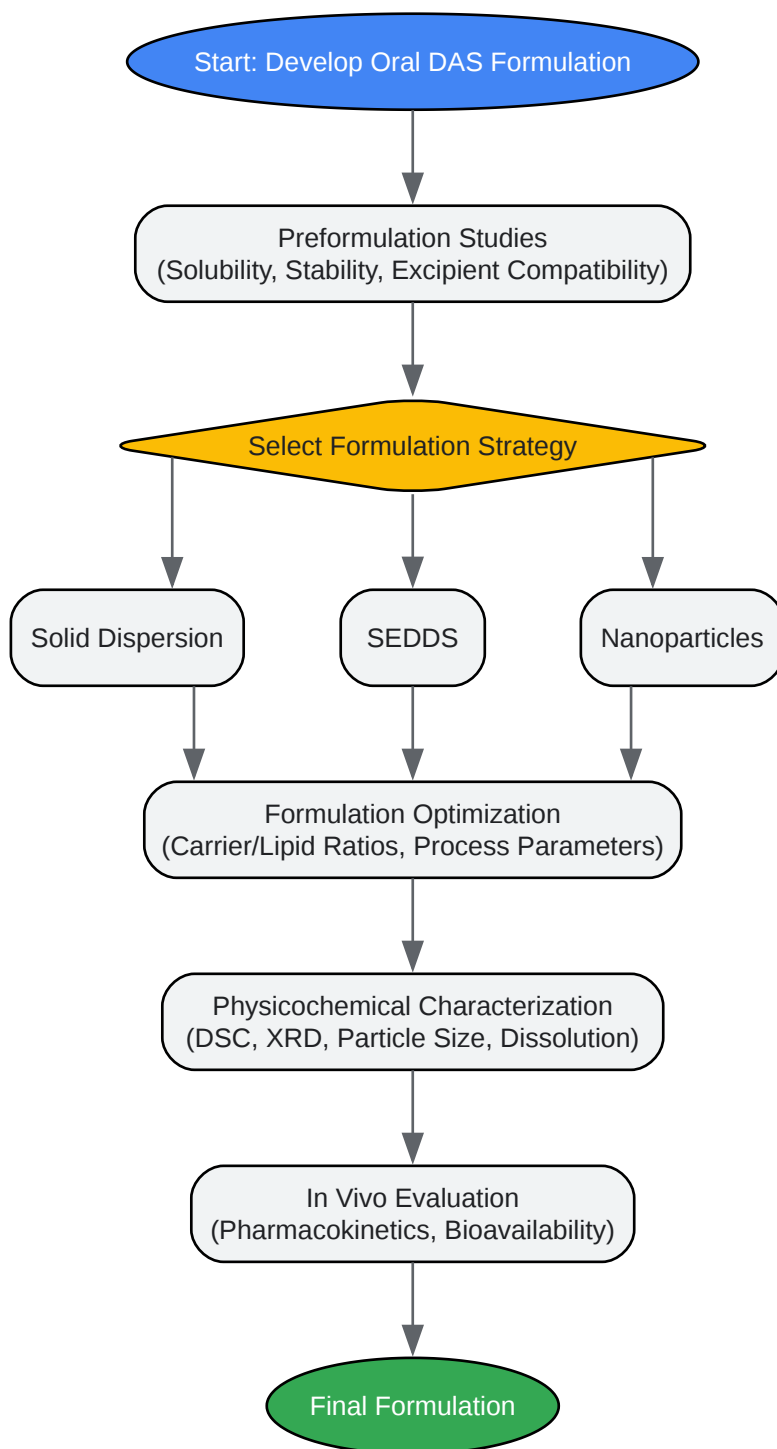 Start: Develop Oral DAS Formulation
Preformulation Studies
(Solubility, Stability, Excipient Compatibility)
Select Formulation Strategy
Solid Dispersion
SEDDS
Nanoparticles
Formulation Optimization
(Carrier/Lipid Ratios, Process Parameters)
Physicochemical Characterization
(DSC, XRD, Particle Size, Dissolution)
In Vivo Evaluation
(Pharmacokinetics, Bioavailability)
Final Formulation